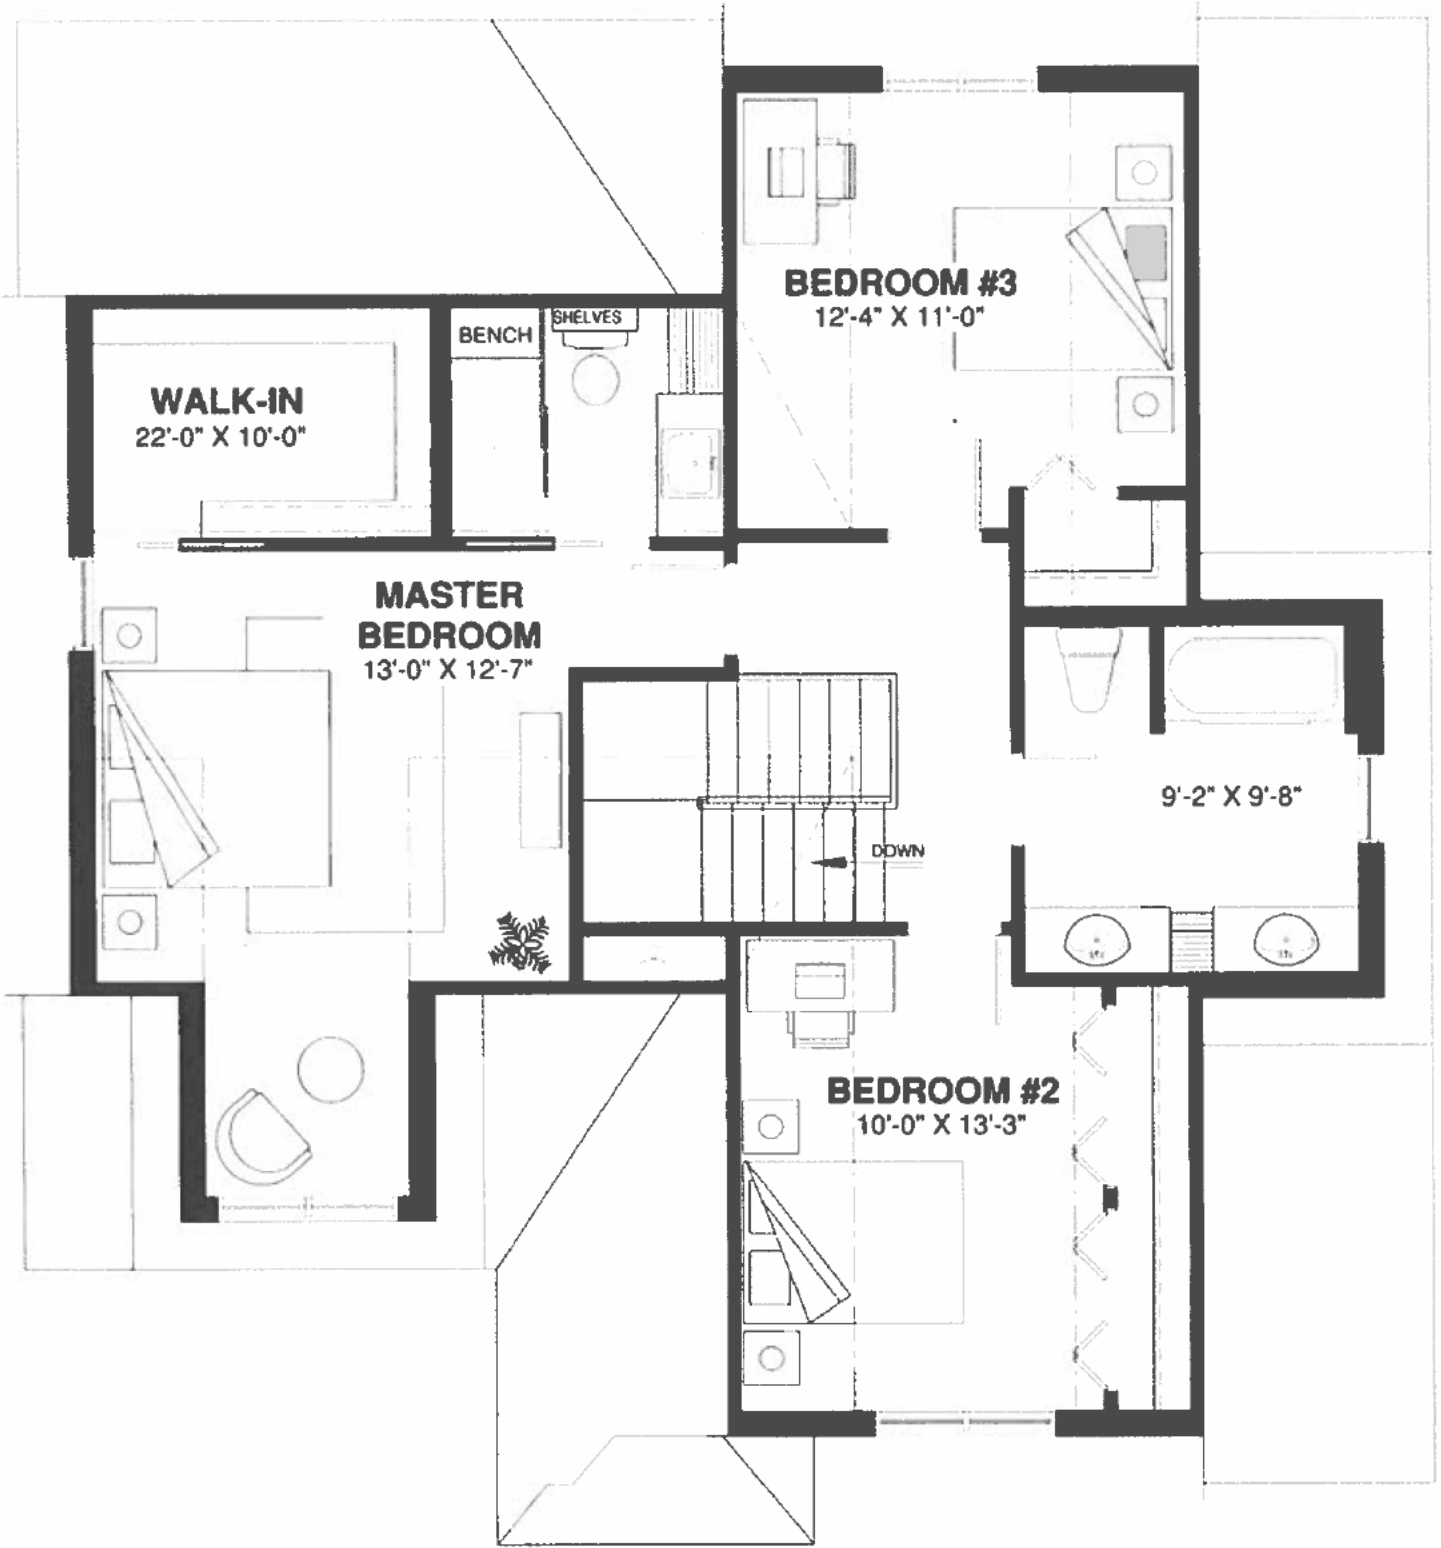 BEDROOM #3
12'-4" X 11'-0"
SHELVES
BENCH
WALK-IN
22'-0" X 10'-0"
MASTER
BEDROOM
13'-0" X 12'-7"
9'-2" X 9'-8"
DOWN
BEDROOM #2
10'-0" X 13'-3"